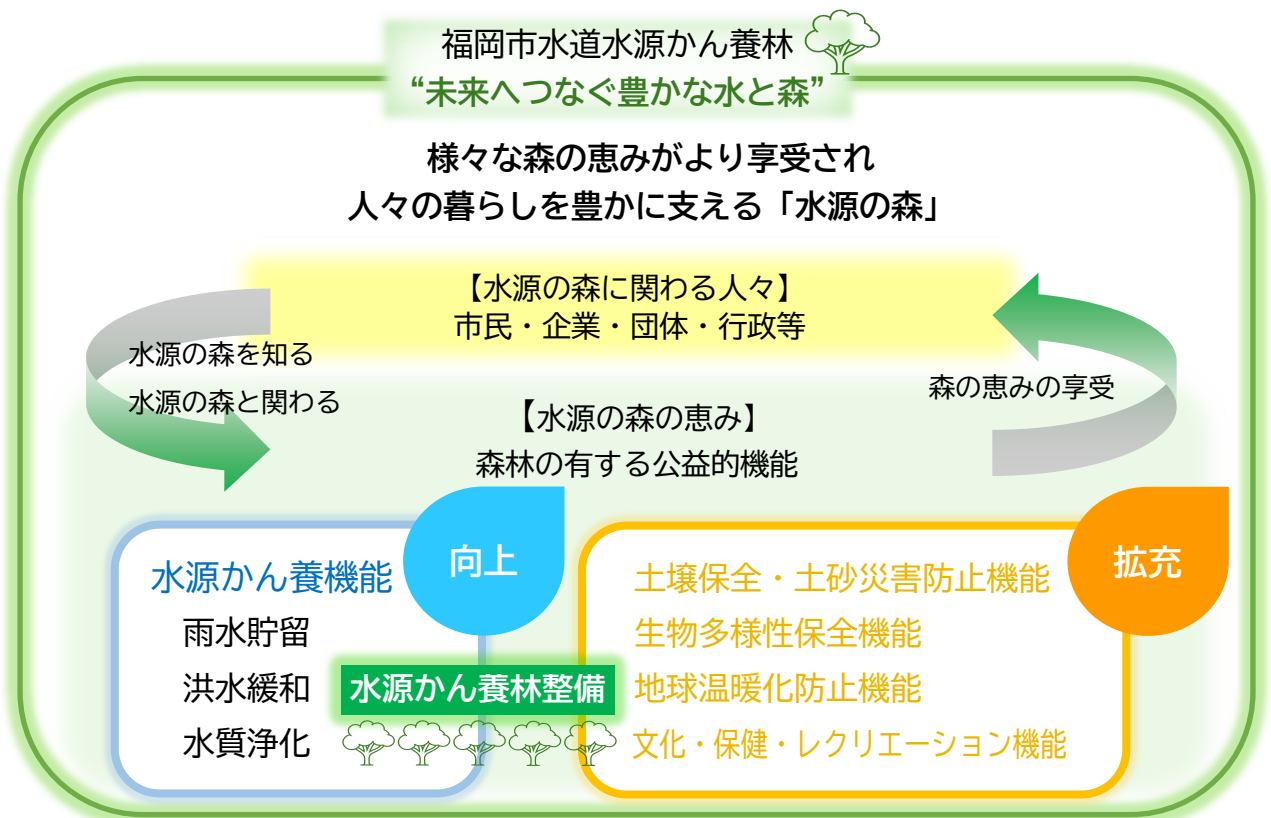 福岡市水道水源かん養林
“未来へつなぐ豊かな水と森”
様々な森の恵みがより享受され
人々の暮らしを豊かに支える「水源の森」
【水源の森に関わる人々】
市民・企業・団体・行政等
水源の森を知る
水源の森と関わる
森の恵みの享受
【水源の森の恵み】
森林の有する公益的機能
向上
水源かん養機能
雨水貯留
洪水緩和
水質浄化
水源かん養林整備
拡充
土壌保全・土砂災害防止機能
生物多様性保全機能
地球温暖化防止機能
文化・保健・レクリエーション機能